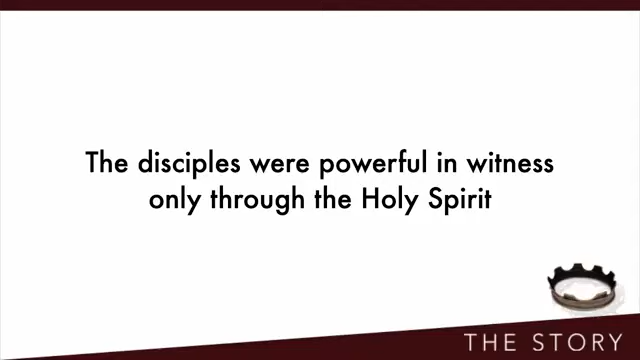 The disciples were powerful in witness
only through the Holy Spirit
THE STORY